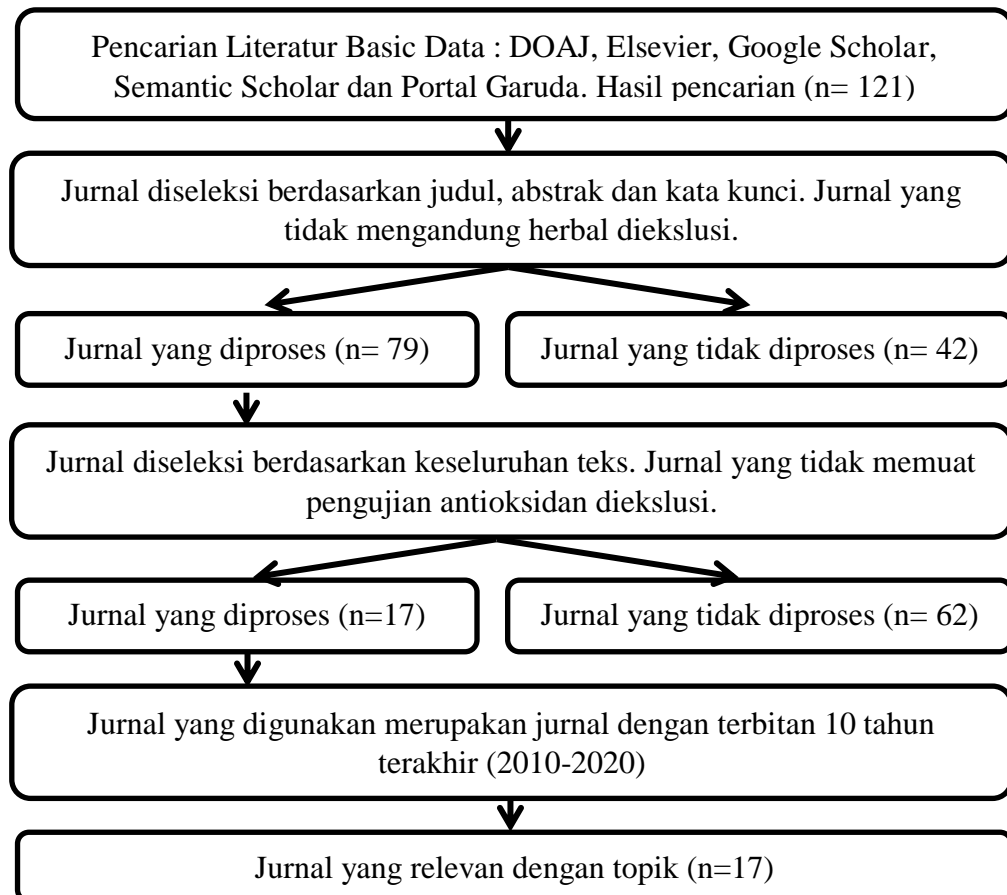 Pencarian Literatur Basic Data : DOAJ, Elsevier, Google Scholar,
Semantic Scholar dan Portal Garuda. Hasil pencarian (n= 121)
Jurnal diseleksi berdasarkan judul, abstrak dan kata kunci. Jurnal yang
tidak mengandung herbal diekslusi.
Jurnal yang diproses (n= 79)
Jurnal yang tidak diproses (n= 42)
Jurnal diseleksi berdasarkan keseluruhan teks. Jurnal yang tidak memuat
pengujian antioksidan diekslusi.
Jurnal yang diproses (n=17)
Jurnal yang tidak diproses (n= 62)
Jurnal yang digunakan merupakan jurnal dengan terbitan 10 tahun
terakhir (2010-2020)
Jurnal yang relevan dengan topik (n=17)